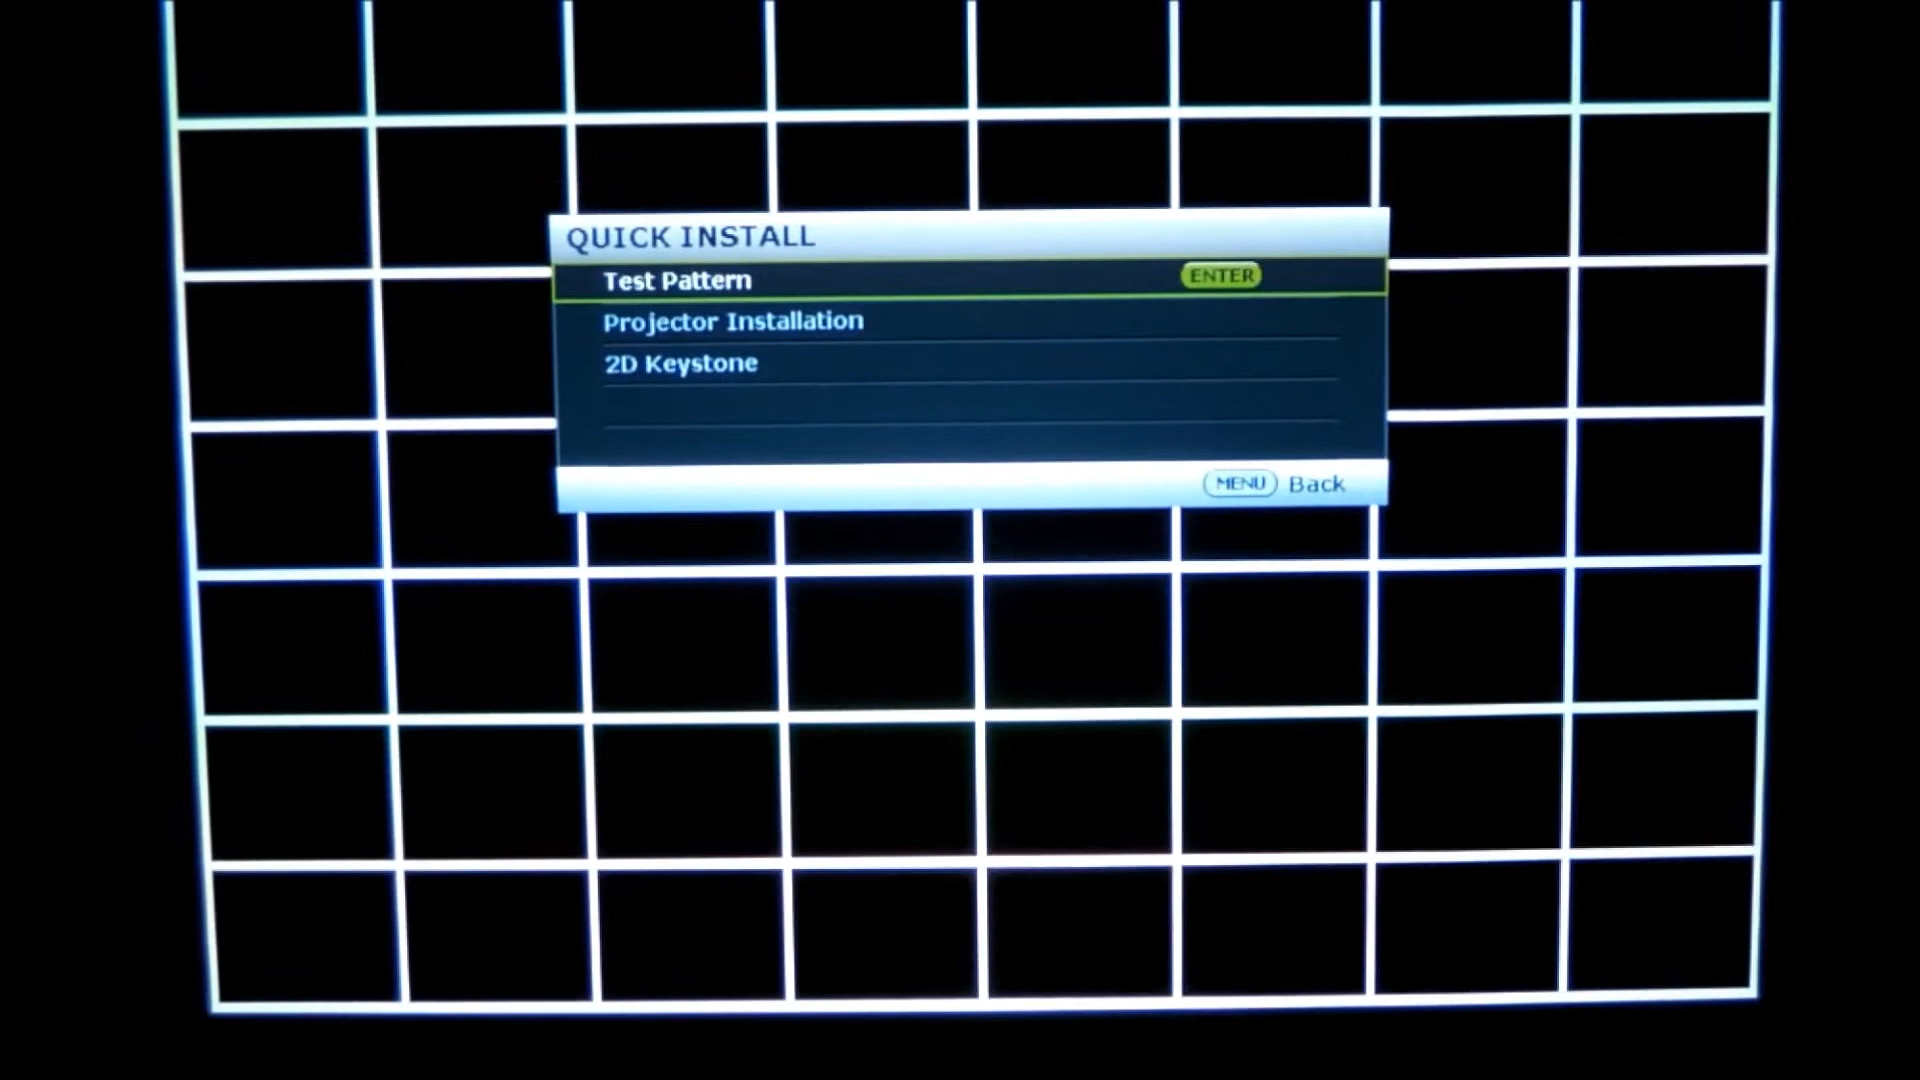 QUICK INSTALL
Test Pattern ENTER
Projector Installation
2D Keystone
MENU Back